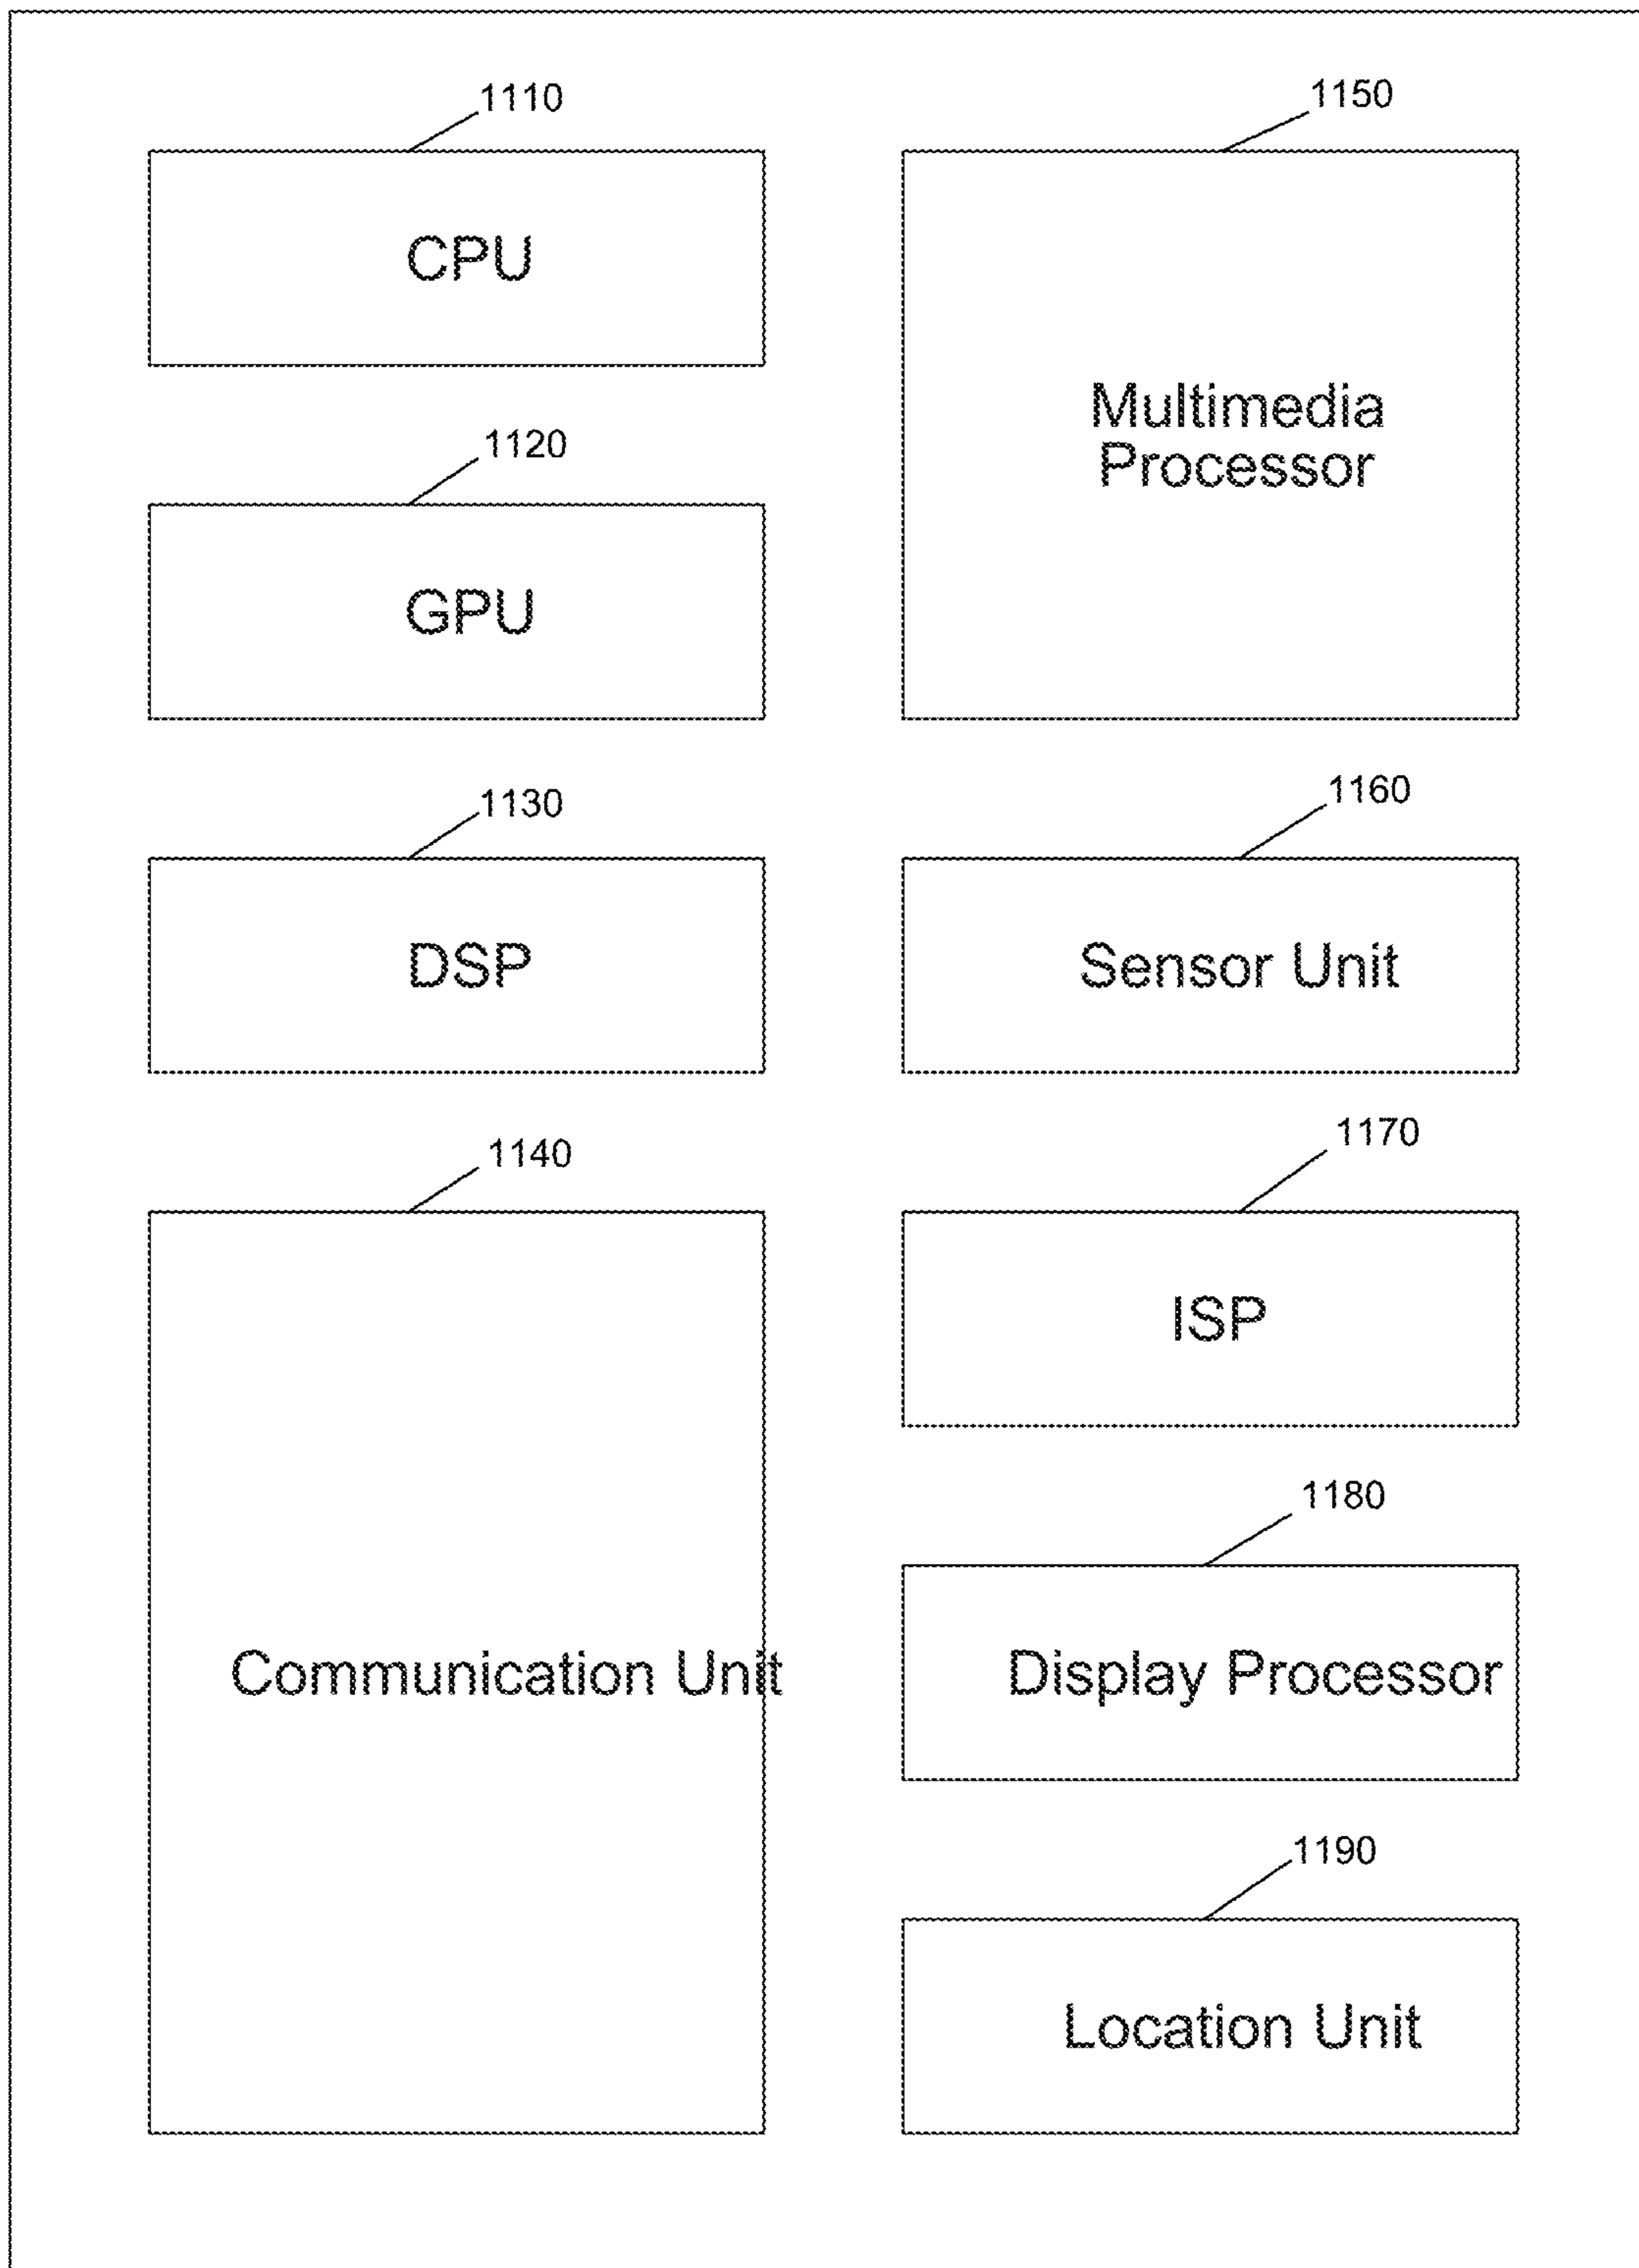 1110
CPU
1120
GPU
1130
DSP
1140
Communication Unit
1150
Multimedia
Processor
1160
Sensor Unit
1170
ISP
1180
Display Processor
1190
Location Unit